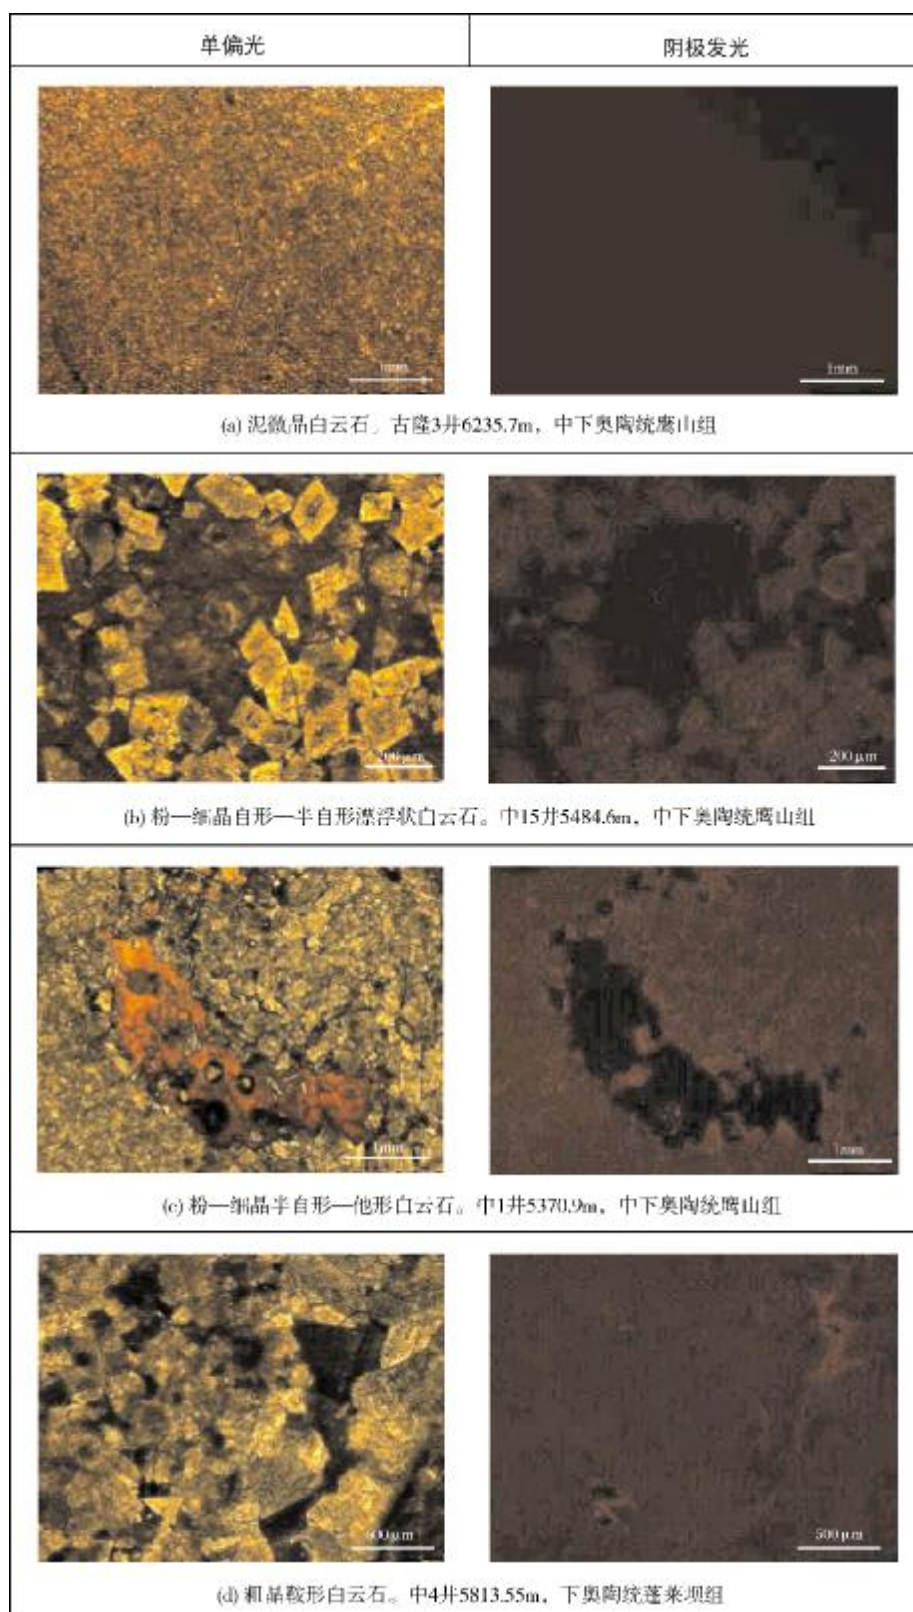 单偏光
阴极发光
1mm
1mm
(a) 泥微晶白云石。古隆3井6235.7m，中下奥陶统鹰山组
200μm
200μm
(b) 粉—细晶自形—半自形漂浮状白云石。中15井5484.6m，中下奥陶统鹰山组
1mm
1mm
(c) 粉—细晶半自形—他形白云石。中1井5370.9m，中下奥陶统鹰山组
500μm
500μm
(d) 粗晶鞍形白云石。中4井5813.55m，下奥陶统蓬莱坝组